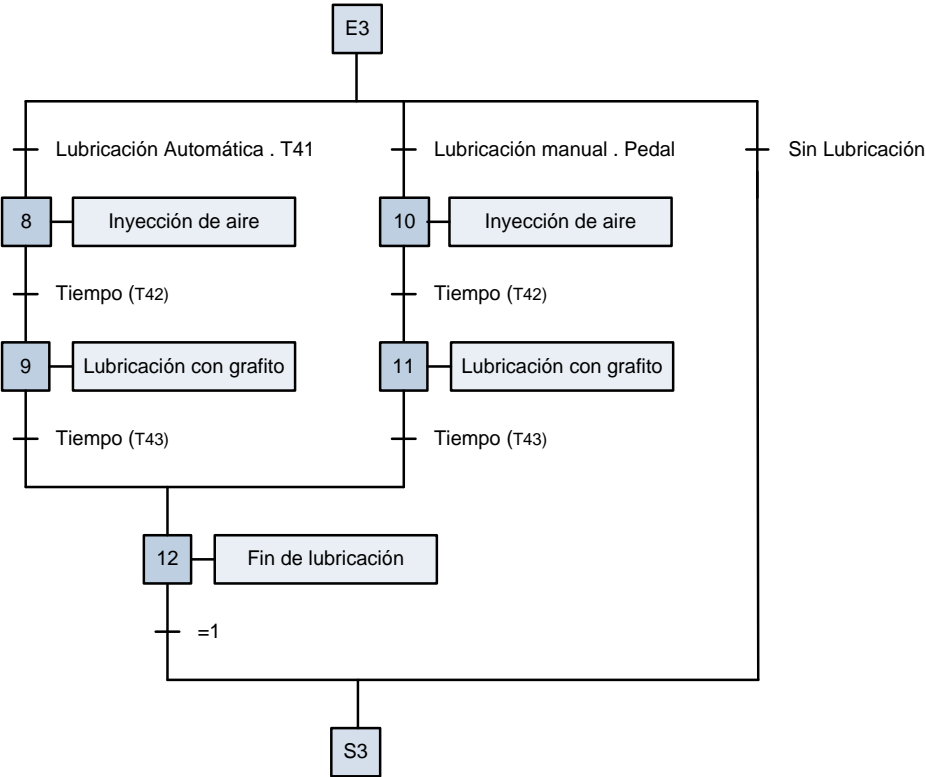 E3
Lubricación Automática . T41
Lubricación manual . Pedal
Sin Lubricación
8
Inyección de aire
10
Inyección de aire
Tiempo (T42)
Tiempo (T42)
9
Lubricación con grafito
11
Lubricación con grafito
Tiempo (T43)
Tiempo (T43)
12
Fin de lubricación
=1
S3